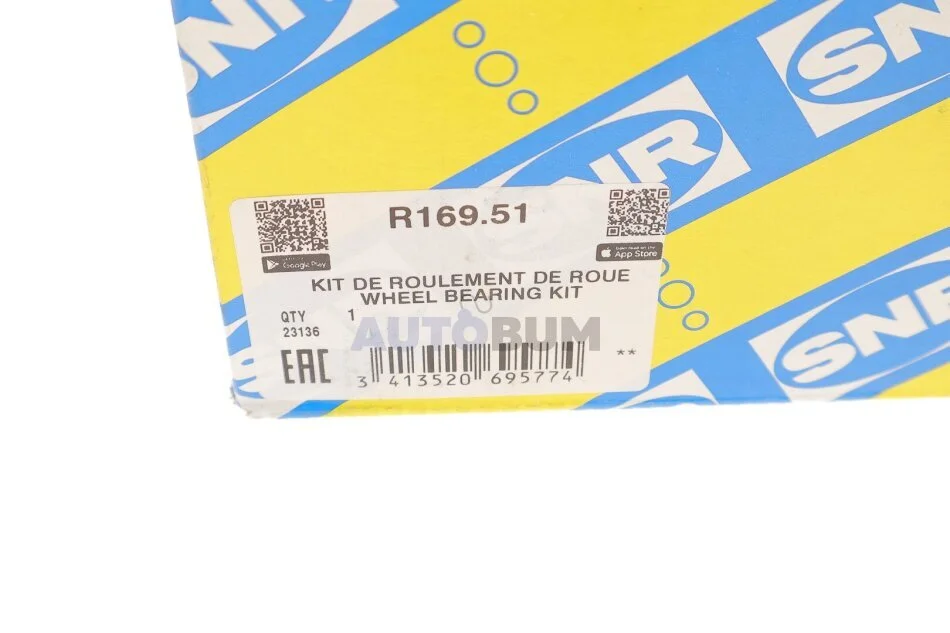 SNR
SNR
SNR
R169.51
Google Play
App Store
KIT DE ROULEMENT DE ROUE
WHEEL BEARING KIT
QTY 1
23136
AUTOBUM
EAC
**
3 413520 695774
SNR